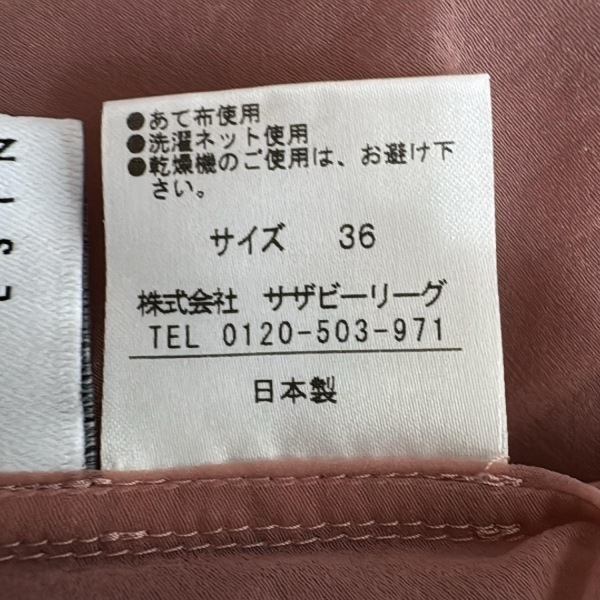 ●あて布使用
●洗濯ネット使用
●乾燥機のご使用は、お避け下
さい。
サイズ 36
株式会社 サザビーリーグ
TEL 0120-503-971
日本製